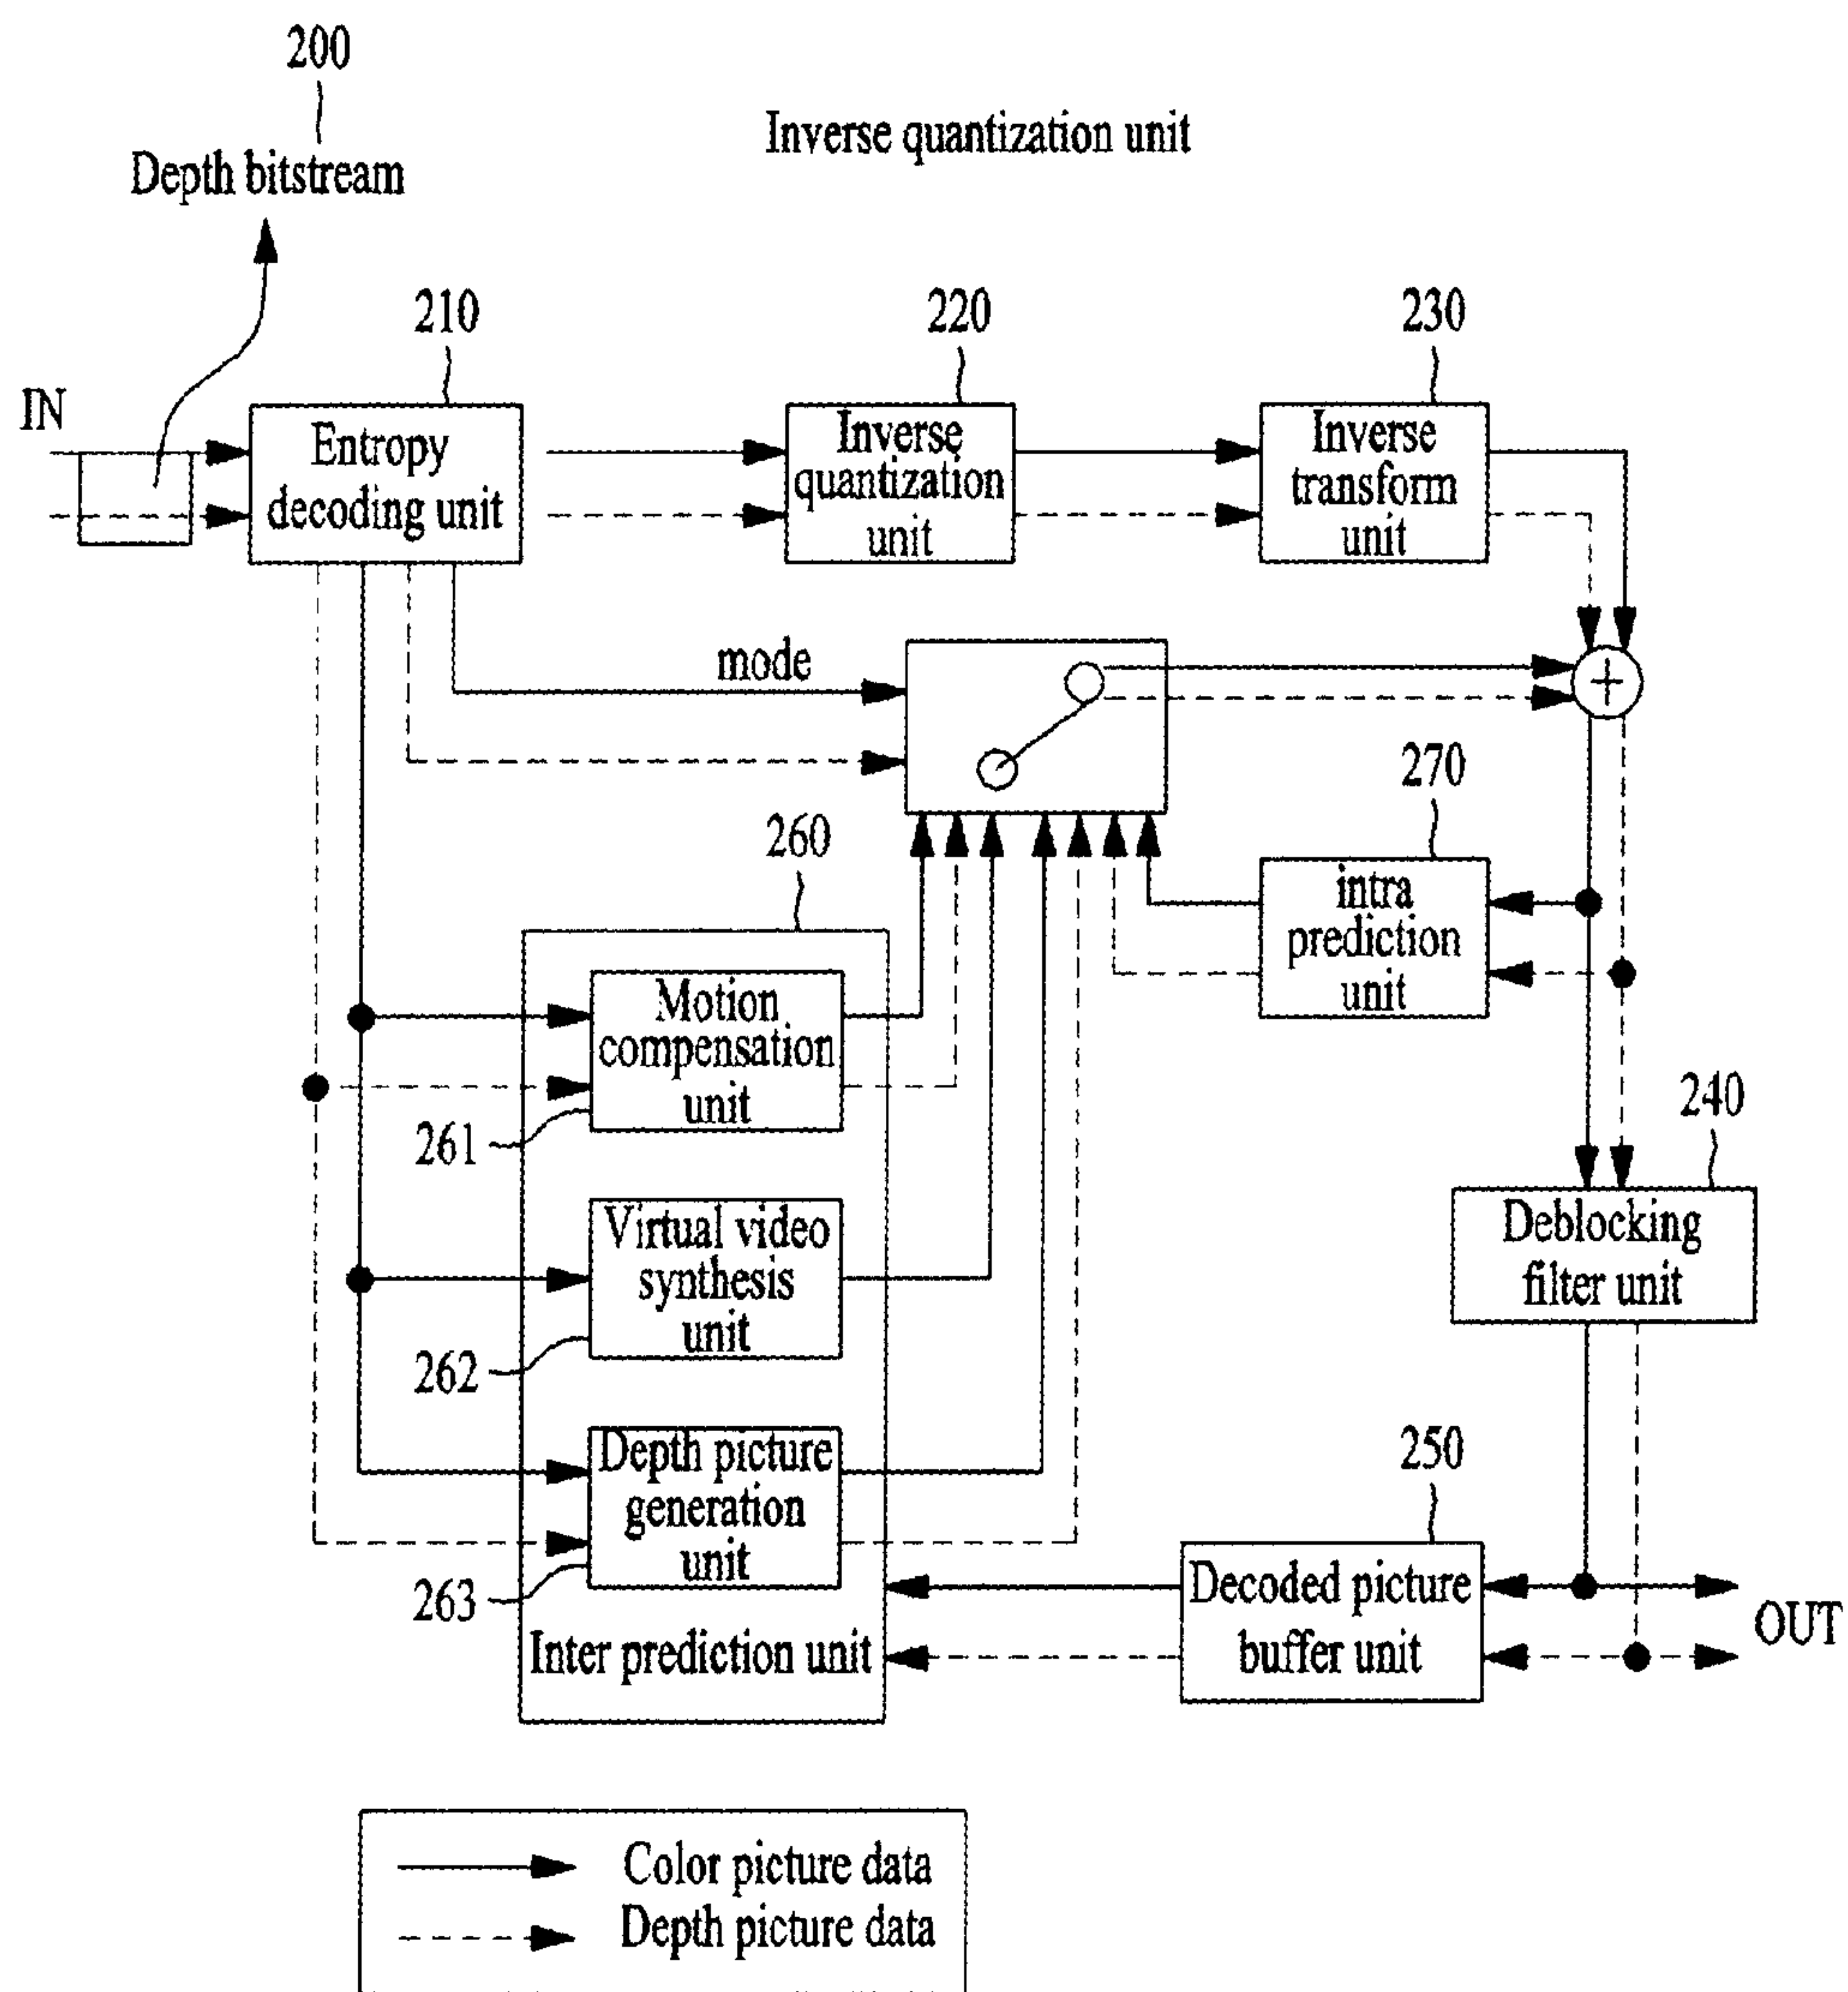 200
Inverse quantization unit
Depth bitstream
210
220
230
IN
Entropy
decoding unit
Inverse
quantization
unit
Inverse
transform
unit
mode
+
270
260
intra
prediction
unit
Motion
compensation
unit
261
240
Virtual video
synthesis
unit
262
Deblocking
filter unit
Depth picture
generation
unit
263
250
Decoded picture
buffer unit
OUT
Inter prediction unit
Color picture data
Depth picture data